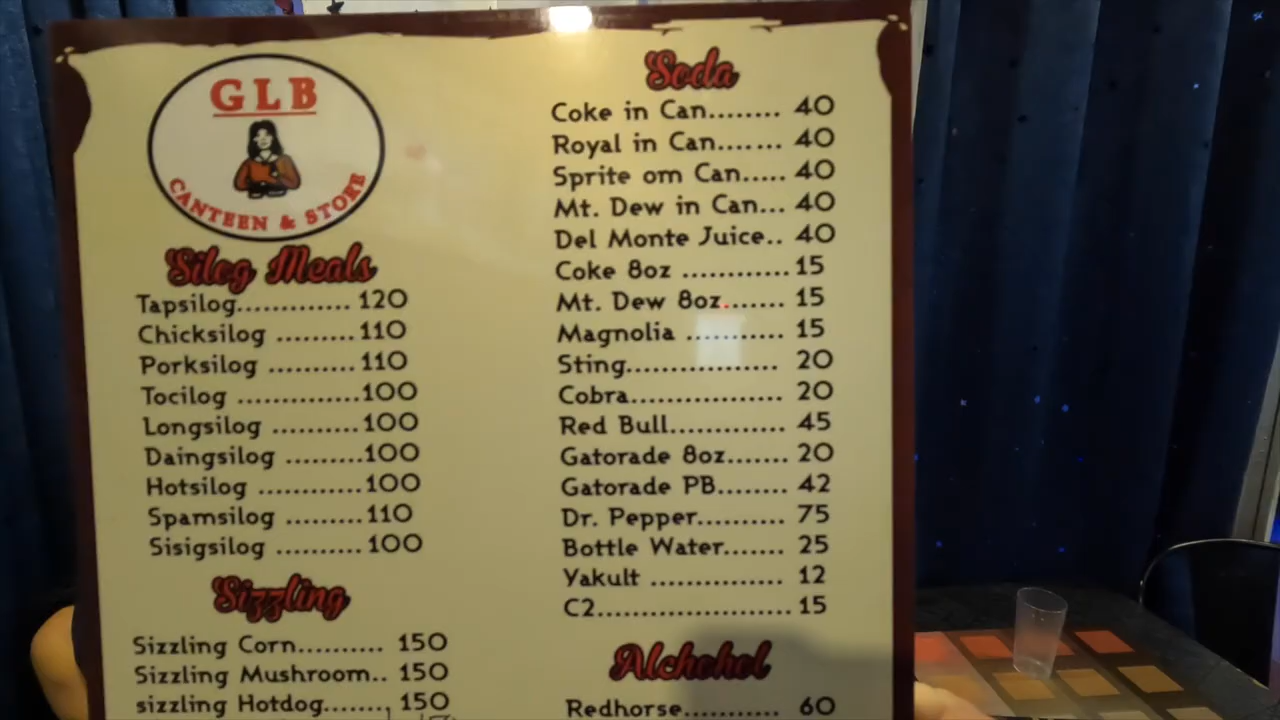 GLB
CANTEEN & STORE
Silog Meals
Tapsilog............. 120
Chicksilog .........110
Porksilog ..........110
Tocilog ..............100
Longsilog ..........100
Daingsilog .........100
Hotsilog ............100
Spamsilog .........110
Sisigsilog ..........100
Sizzling
Sizzling Corn.......... 150
Sizzling Mushroom.. 150
sizzling Hotdog........ 150
Soda
Coke in Can........ 40
Royal in Can....... 40
Sprite om Can..... 40
Mt. Dew in Can... 40
Del Monte Juice.. 40
Coke 8oz ............15
Mt. Dew 8oz....... 15
Magnolia ........... 15
Sting.................. 20
Cobra................. 20
Red Bull............. 45
Gatorade 8oz....... 20
Gatorade PB........ 42
Dr. Pepper.......... 75
Bottle Water....... 25
Yakult ............... 12
C2......................15
Alchohol
Redhorse........... 60